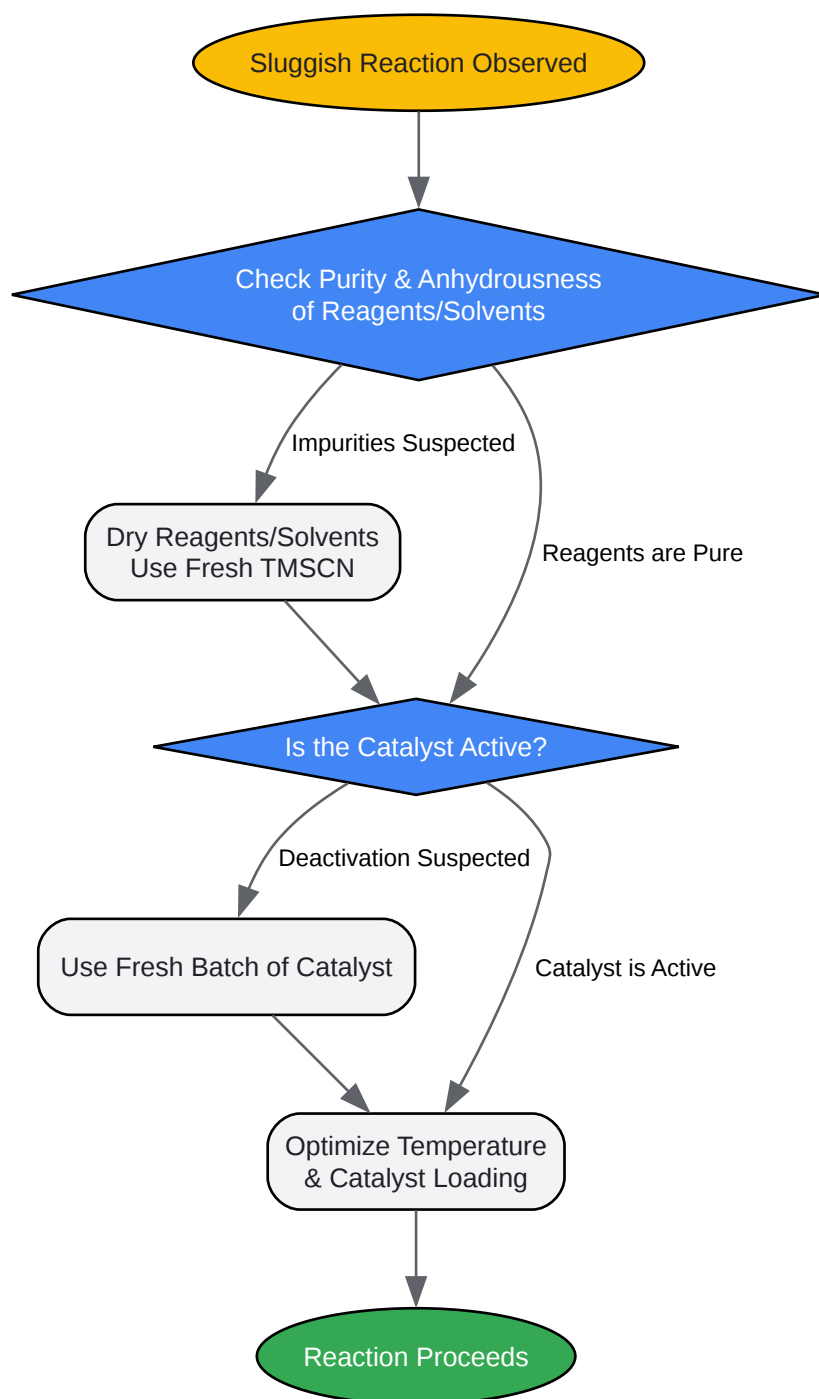 Sluggish Reaction Observed
Check Purity & Anhydrousness
of Reagents/Solvents
Impurities Suspected
Dry Reagents/Solvents
Use Fresh TMSCN
Reagents are Pure
Is the Catalyst Active?
Deactivation Suspected
Use Fresh Batch of Catalyst
Catalyst is Active
Optimize Temperature
& Catalyst Loading
Reaction Proceeds